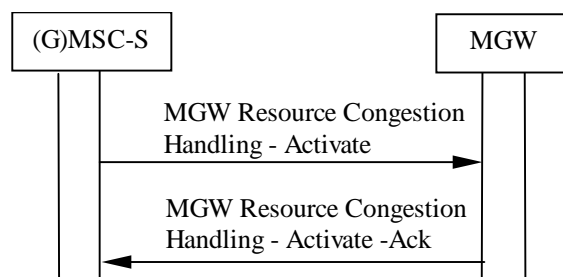 (G)MSC-S
MGW
MGW Resource Congestion
Handling - Activate
MGW Resource Congestion
Handling - Activate -Ack